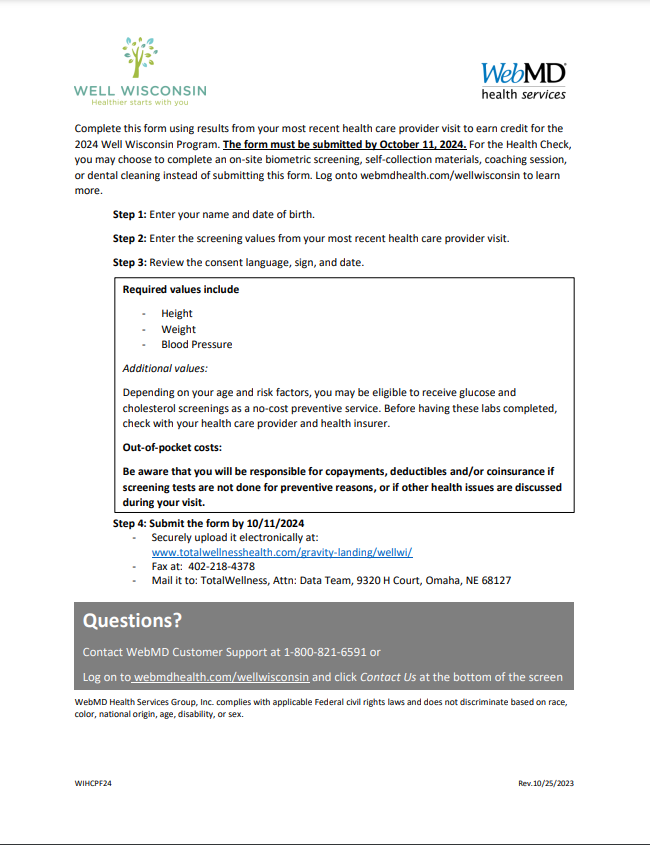 WELL WISCONSIN
Healthier starts with you
WebMD®
health services
Complete this form using results from your most recent health care provider visit to earn credit for the
2024 Well Wisconsin Program. The form must be submitted by October 11, 2024. For the Health Check,
you may choose to complete an on-site biometric screening, self-collection materials, coaching session,
or dental cleaning instead of submitting this form. Log onto webmdhealth.com/wellwisconsin to learn
more.
Step 1: Enter your name and date of birth.
Step 2: Enter the screening values from your most recent health care provider visit.
Step 3: Review the consent language, sign, and date.
Required values include
- Height
- Weight
- Blood Pressure
Additional values:
Depending on your age and risk factors, you may be eligible to receive glucose and
cholesterol screenings as a no-cost preventive service. Before having these labs completed,
check with your health care provider and health insurer.
Out-of-pocket costs:
Be aware that you will be responsible for copayments, deductibles and/or coinsurance if
screening tests are not done for preventive reasons, or if other health issues are discussed
during your visit.
Step 4: Submit the form by 10/11/2024
- Securely upload it electronically at:
www.totalwellnesshealth.com/gravity-landing/wellwi/
- Fax at: 402-218-4378
- Mail it to: TotalWellness, Attn: Data Team, 9320 H Court, Omaha, NE 68127
Questions?
Contact WebMD Customer Support at 1-800-821-6591 or
Log on to webmdhealth.com/wellwisconsin and click Contact Us at the bottom of the screen
WebMD Health Services Group, Inc. complies with applicable Federal civil rights laws and does not discriminate based on race,
color, national origin, age, disability, or sex.
WIHCPF24
Rev.10/25/2023